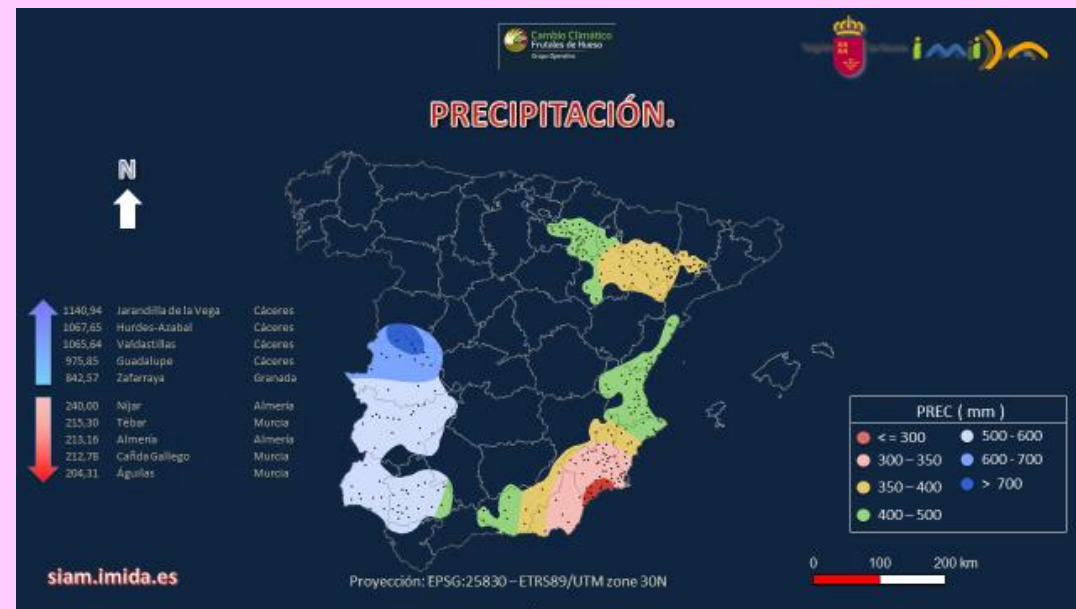 Cambio Climático
Frutales de Hueso
Grupo Operativo
imida
PRECIPITACIÓN.
N
1140,94 Jarandilla de la Vega Cáceres
1067,65 Hurdes-Azabal Cáceres
1065,64 Valdastillas Cáceres
975,85 Guadalupe Cáceres
842,57 Zafarraya Granada
240,00 Níjar Almería
215,30 Tébar Murcia
213,16 Almería Almería
212,78 Cañda Gallego Murcia
204,31 Águilas Murcia
PREC ( mm )
< = 300
300 – 350
350 – 400
400 – 500
500 - 600
600 - 700
> 700
0 100 200 km
siam.imida.es
Proyección: EPSG:25830 – ETRS89/UTM zone 30N